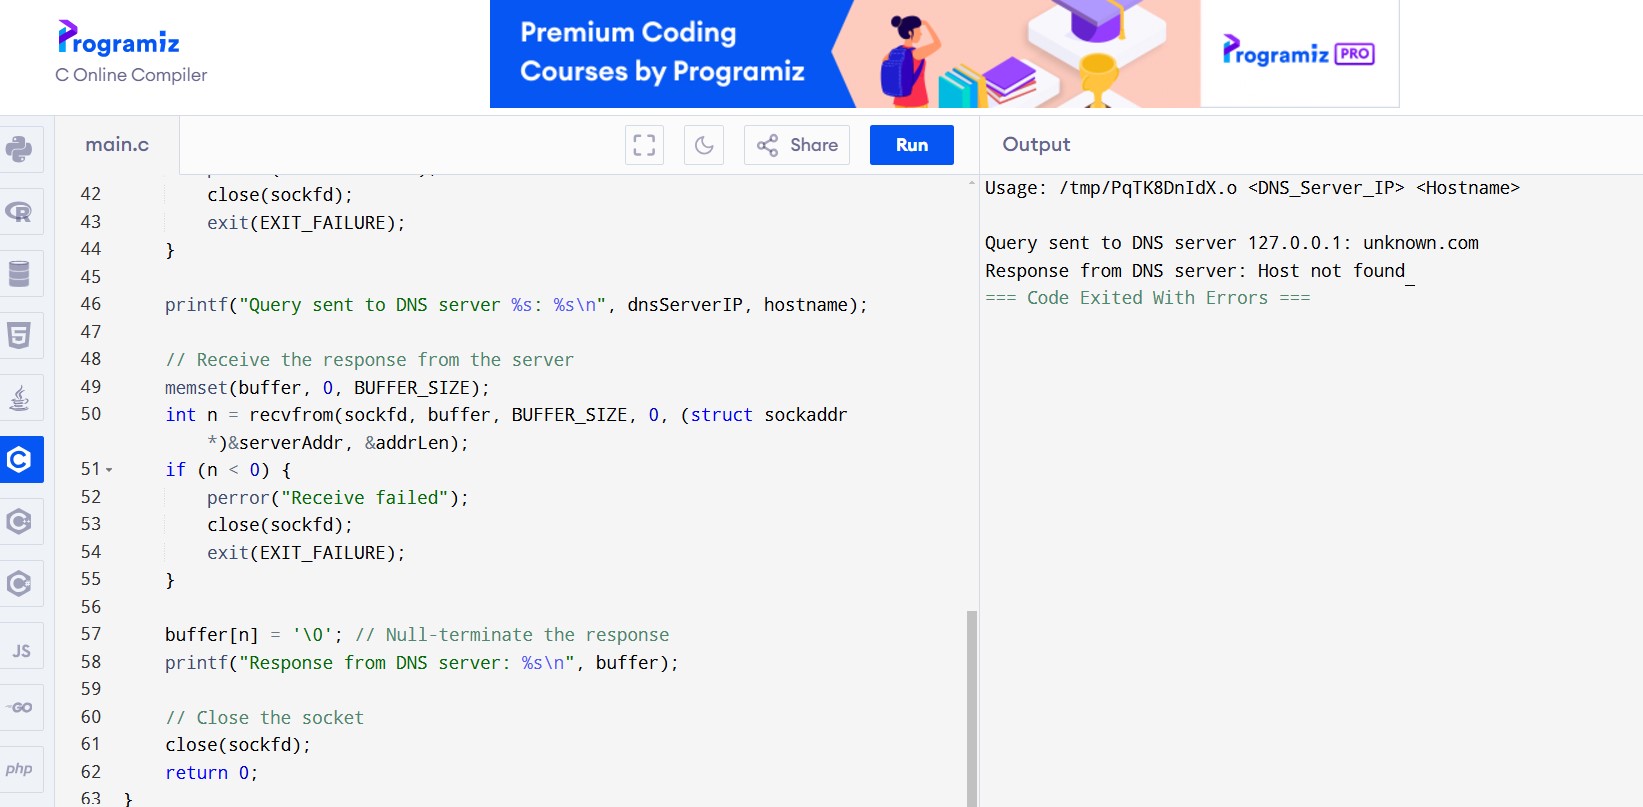 Programiz
C Online Compiler
Premium Coding
Courses by Programiz
Programiz PRO
main.c
Share
Run
Output
42 close(sockfd);
43 exit(EXIT_FAILURE);
44 }
45
46 printf("Query sent to DNS server %s: %s\n", dnsServerIP, hostname);
47
48 // Receive the response from the server
49 memset(buffer, 0, BUFFER_SIZE);
50 int n = recvfrom(sockfd, buffer, BUFFER_SIZE, 0, (struct sockaddr
*)&serverAddr, &addrLen);
51 if (n < 0) {
52 perror("Receive failed");
53 close(sockfd);
54 exit(EXIT_FAILURE);
55 }
56
57 buffer[n] = '\0'; // Null-terminate the response
58 printf("Response from DNS server: %s\n", buffer);
59
60 // Close the socket
61 close(sockfd);
62 return 0;
63 }
Usage: /tmp/PqTK8DnIdX.o <DNS_Server_IP> <Hostname>
Query sent to DNS server 127.0.0.1: unknown.com
Response from DNS server: Host not found_
=== Code Exited With Errors ===
R
5
C
C
C
JS
GO
php